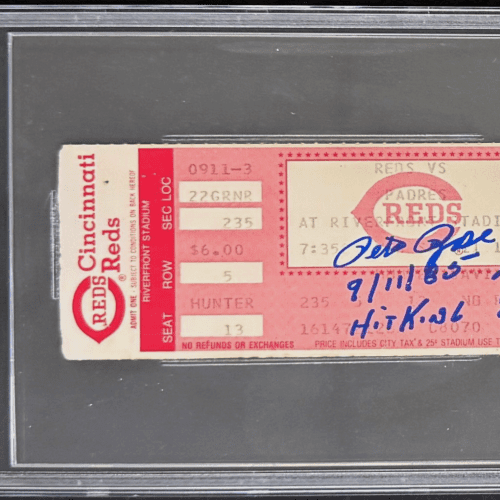 Cincinnati
Reds®
REDS
ADMIT ONE - SUBJECT TO CONDITIONS ON BACK HEREOF
RIVERFRONT STADIUM
SEAT ROW SEC LOC
0911-3
22GRNR
235
$6.00
5
HUNTER
13
NO REFUNDS OR EXCHANGES
REDS VS
PADRES
REDS
AT RIVERFRONT STADI
7:35
Pete Rose
9/11/85
Hit King
235
16147
C8070
PRICE INCLUDES CITY TAX & 25¢ STADIUM USE T